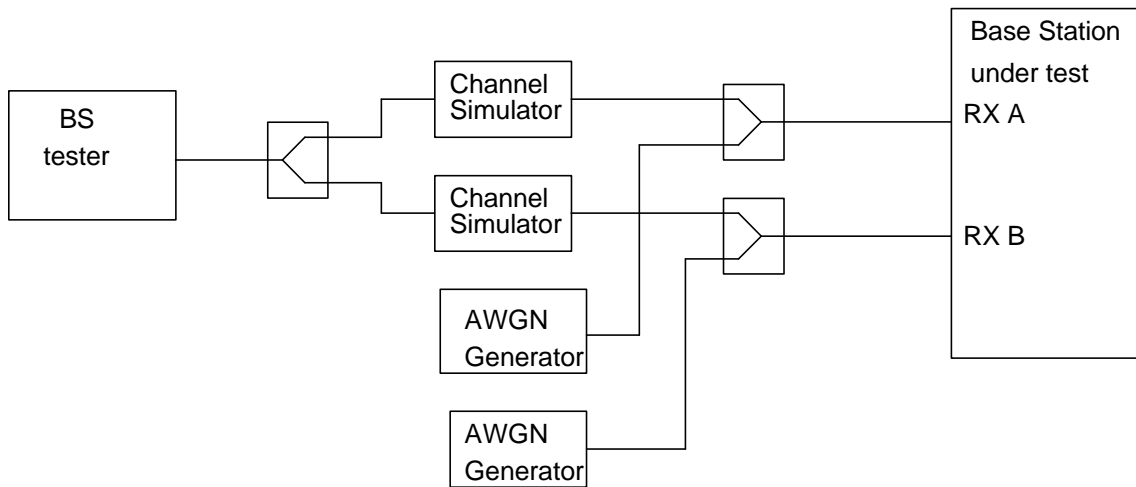 BS
tester
Channel
Simulator
Channel
Simulator
AWGN
Generator
AWGN
Generator
Base Station
under test
RX A
RX B